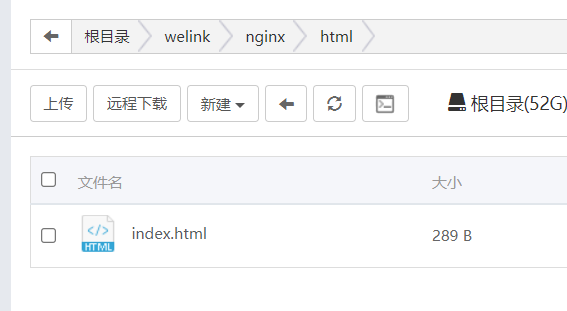 根目录 welink nginx html
上传 远程下载 新建 根目录(52G)
文件名 大小
</> HTML index.html 289 B